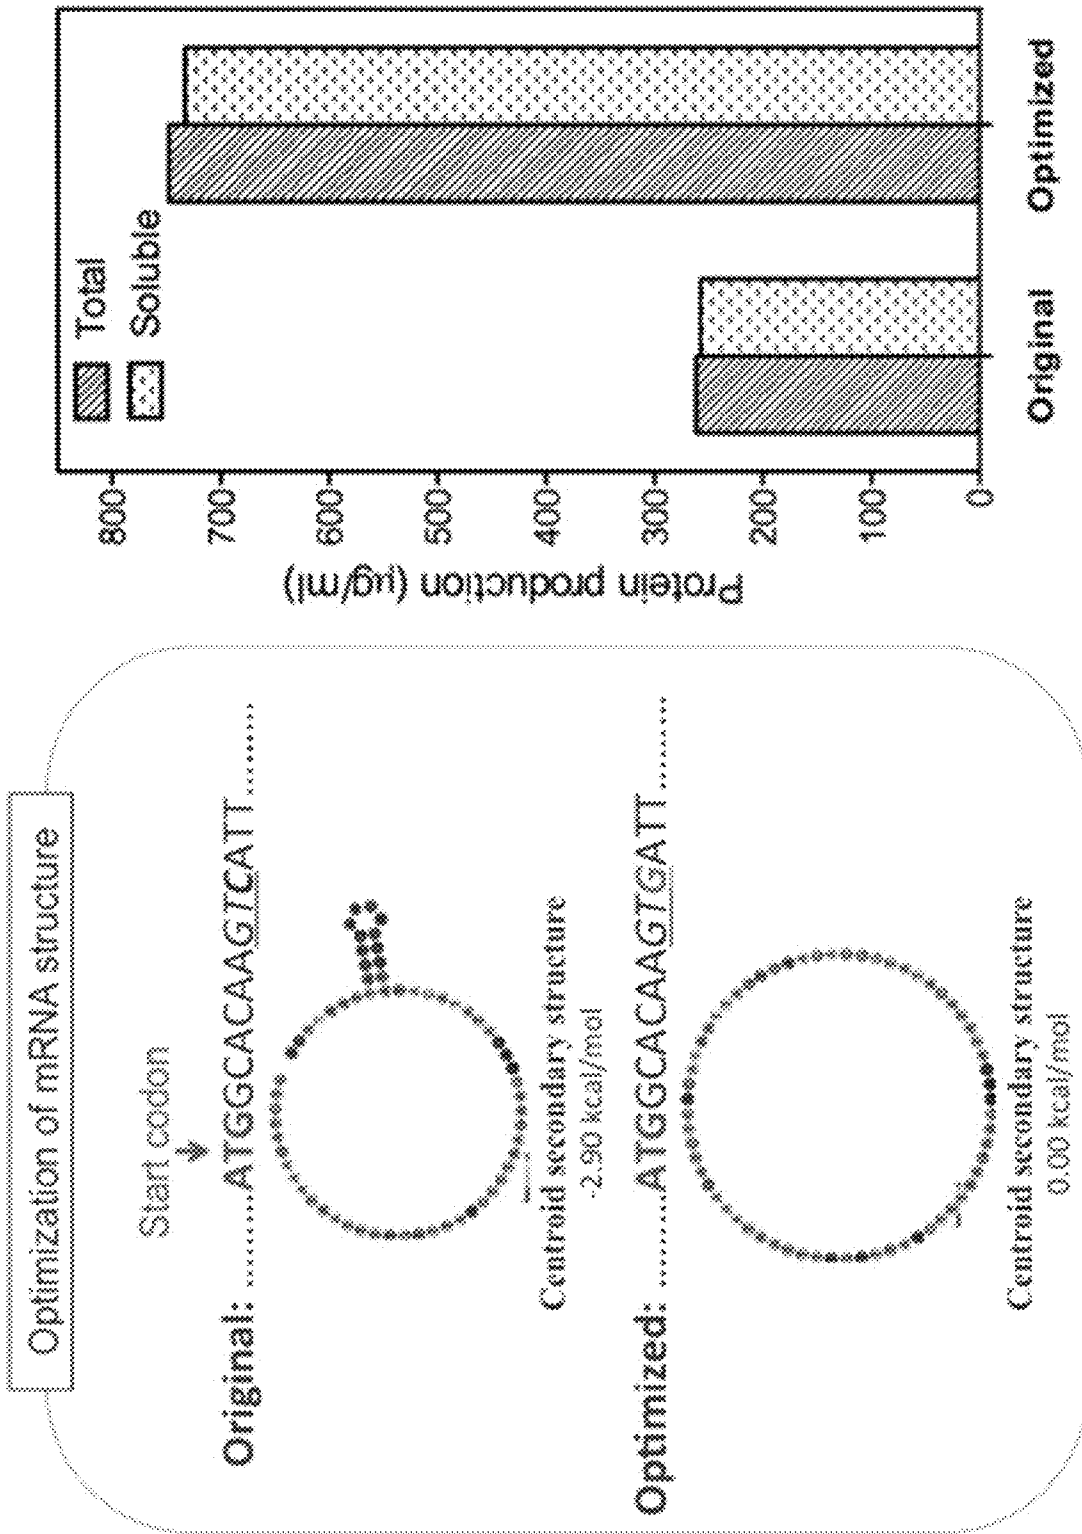 Optimization of mRNA structure
Start codon
Original: ..........ATGGCACAAGTCATT..........
Centroid secondary structure
-2.90 kcal/mol
Optimized: ..........ATGGCACAAGTGATT..........
Centroid secondary structure
0.00 kcal/mol
Protein production (μg/ml)
800
700
600
500
400
300
200
100
0
Total
Soluble
Original
Optimized